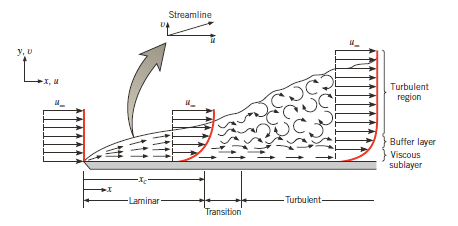 Streamline
υ
u
y, υ
x, u
u∞
u∞
u∞
Turbulent
region
Buffer layer
Viscous
sublayer
xc
x
Laminar
Turbulent
Transition